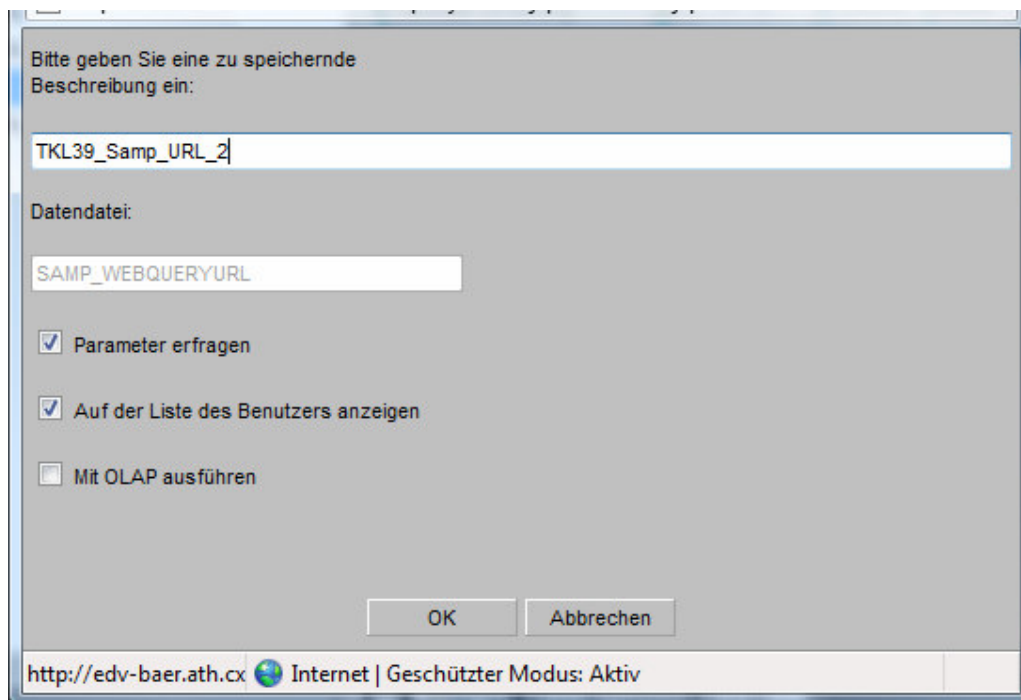 Bitte geben Sie eine zu speichernde
Beschreibung ein:
TKL39_Samp_URL_2
Datendatei:
SAMP_WEBQUERYURL
Parameter erfragen
Auf der Liste des Benutzers anzeigen
Mit OLAP ausführen
OK Abbrechen
http://edv-baer.ath.cx Internet | Geschützter Modus: Aktiv